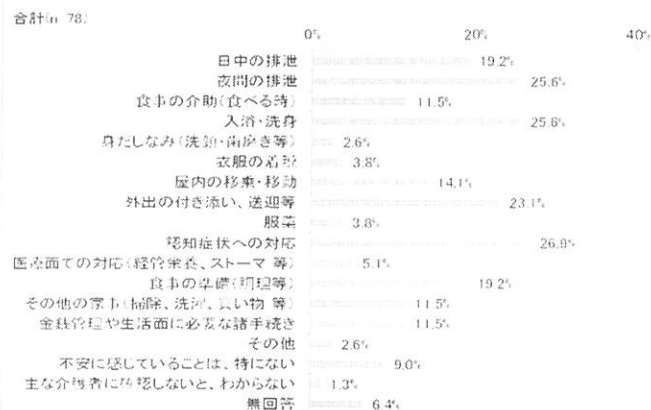 合計(n=78)
0% 20% 40%
日中の排泄 19.2%
夜間の排泄 25.6%
食事の介助(食べる時) 11.5%
入浴・洗身 25.6%
身だしなみ(洗顔・歯磨き等) 2.6%
衣服の着脱 3.8%
屋内の移乗・移動 14.1%
外出の付き添い、送迎等 23.1%
服薬 3.8%
認知症状への対応 26.9%
医療面での対応(経管栄養、ストーマ 等) 5.1%
食事の準備(調理等) 19.2%
その他の家事(掃除、洗濯、買い物 等) 11.5%
金銭管理や生活面に必要な諸手続き 11.5%
その他 2.6%
不安に感じていることは、特にない 9.0%
主な介護者に確認しないと、わからない 1.3%
無回答 6.4%